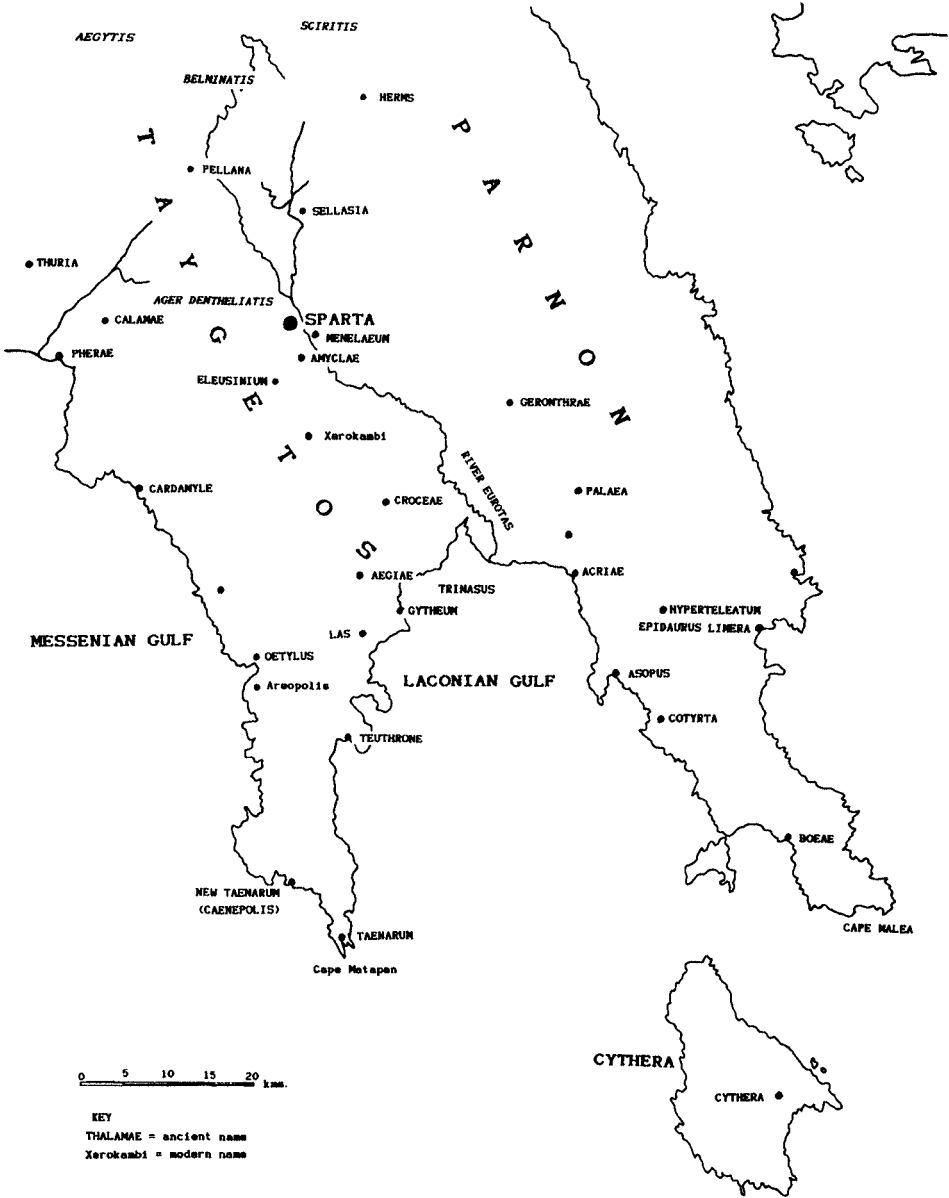 AEGYTIS
SCIRITIS
BELMINATIS
HERMS
TAYGETOS
PARNON
PELLANA
SELLASIA
THURIA
AGER DENTHELIATIS
CALAMAE
SPARTA
MENELAEUM
PHERAE
AMYCLAE
ELEUSINIUM
GERONTHRAE
Xerokambi
RIVER EUROTAS
CARDAMYLE
CROCEAE
PALAEA
AEGIAE
ACRIAE
TRINASUS
GYTHEUM
HYPERTELEATUM
EPIDAURUS LIMERA
LAS
MESSENIAN GULF
OETYLUS
ASOPUS
Areopolis
LACONIAN GULF
COTYRTA
TEUTHRONE
BOEAE
NEW TAENARUM
(CAENEPOLIS)
CAPE MALEA
TAENARUM
Cape Matapan
CYTHERA
CYTHERA
0 5 10 20 kms.
KEY
THALAMAE = ancient name
Xerokambi = modern name